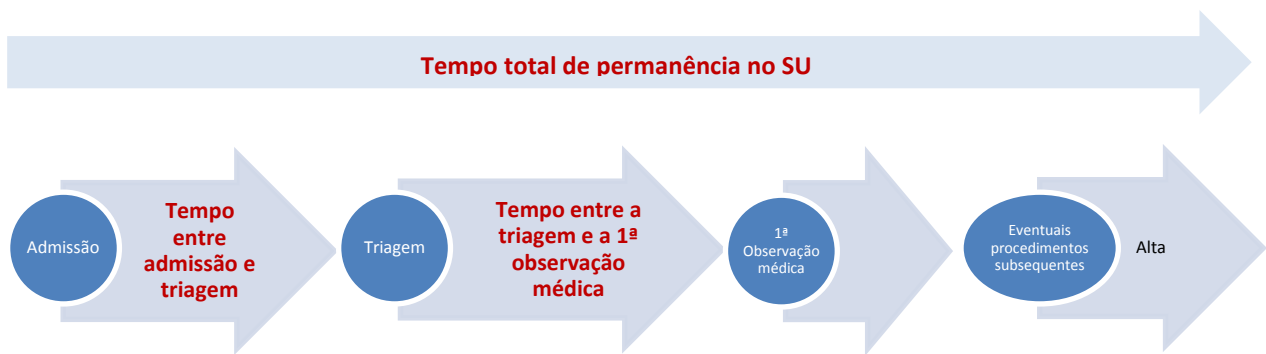 Tempo total de permanência no SU
Admissão
Tempo
entre
admissão e
triagem
Triagem
Tempo entre a
triagem e a 1ª
observação
médica
1ª
Observação
médica
Eventuais
procedimentos
subsequentes
Alta